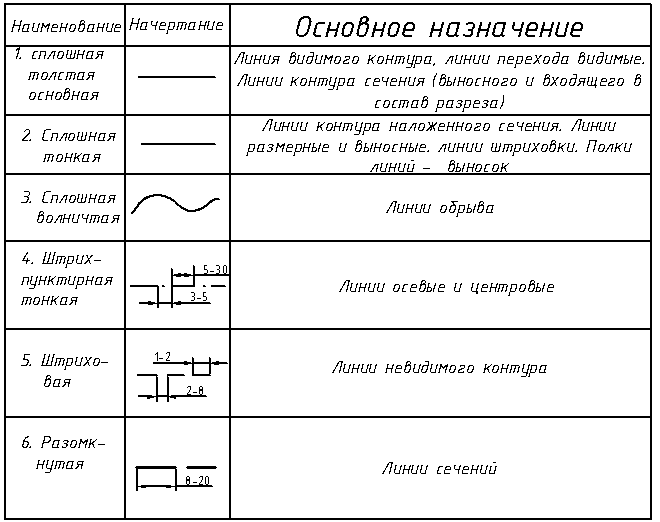 Наименование Начертание Основное назначение
1. сплошная
толстая
основная
Линия видимого контура, линии перехода видимые.
Линии контура сечения (выносного и входящего в
состав разреза)
2. Сплошная
тонкая
Линии контура наложенного сечения. Линии
размерные и выносные. линии штриховки. Полки
линий - выносок
3. Сплошная
волничтая
Линии обрыва
4. Штрих-
пунктирная
тонкая
5-30
3-5
Линии осевые и центровые
5. Штрихо-
вая
1-2
2-8
Линии невидимого контура
6. Разомк-
нутая
8-20
Линии сечений